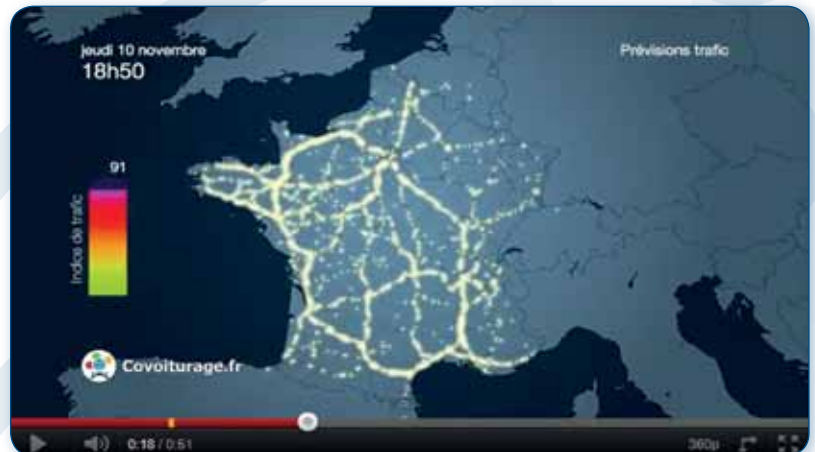 jeudi 10 novembre
18h50
Prévisions trafic
91
Indice de trafic
Covoiturage.fr
0:18 / 0:51
360p